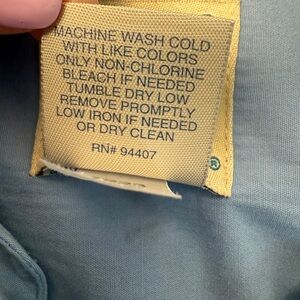 MACHINE WASH COLD
WITH LIKE COLORS
ONLY NON-CHLORINE
BLEACH IF NEEDED
TUMBLE DRY LOW
REMOVE PROMPTLY
LOW IRON IF NEEDED
OR DRY CLEAN
RN# 94407
®